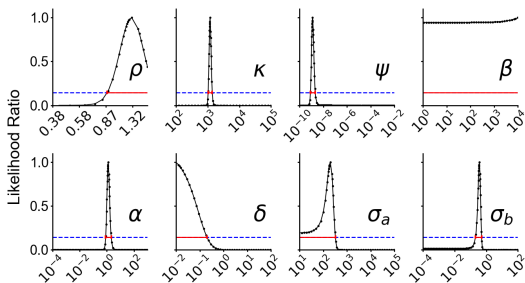 Likelihood Ratio
1.0
0.5
0.0
ρ
0.38 0.58 0.87 1.32
κ
10² 10³ 10⁴ 10⁵
ψ
10⁻¹⁰ 10⁻⁸ 10⁻⁶ 10⁻⁴ 10⁻²
β
10⁰ 10¹ 10² 10³ 10⁴
1.0
0.5
0.0
α
10⁻⁴ 10⁻² 10⁰ 10²
δ
10⁻² 10⁻¹ 10⁰ 10¹ 10²
σₐ
10¹ 10² 10³ 10⁴ 10⁵
σ_b
10⁻⁴ 10⁻² 10⁰ 10²